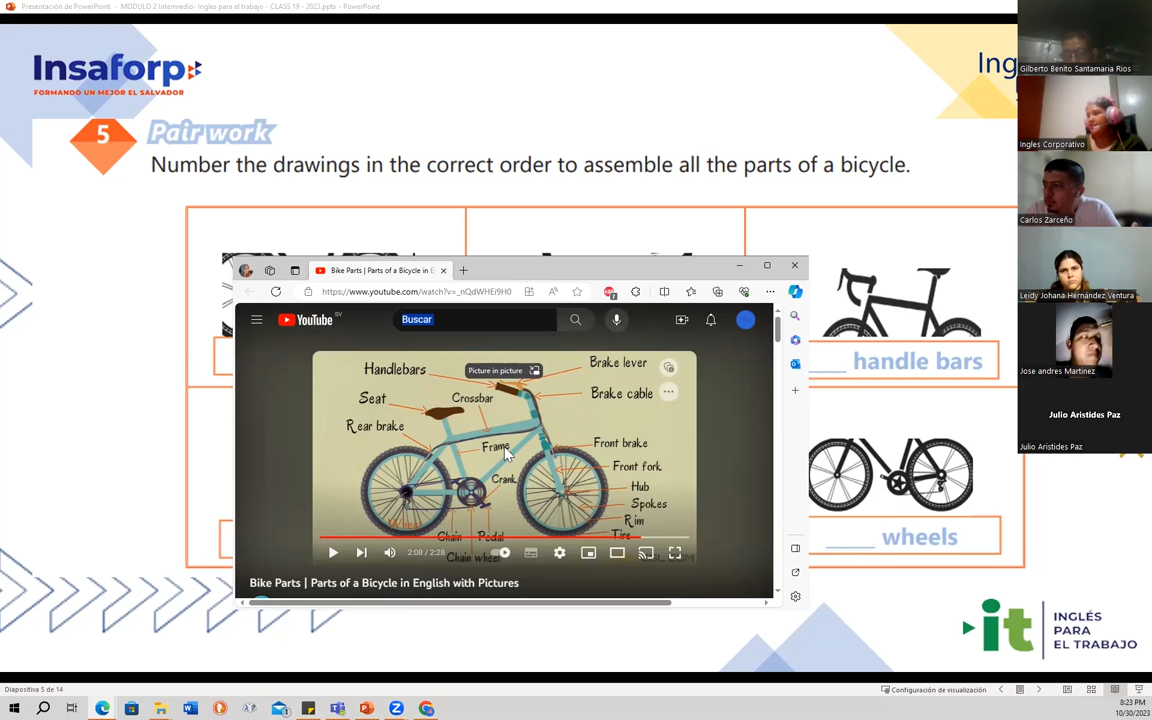 Presentación de PowerPoint - MODULO 2 Intermedio- Ingles para el trabajo - CLASS 19 - 2023.pptx - PowerPoint
Insaforp
FORMANDO UN MEJOR EL SALVADOR
Ing
5
Pair work
Number the drawings in the correct order to assemble all the parts of a bicycle.
Bike Parts | Parts of a Bicycle in E
https://www.youtube.com/watch?v=_nQdWHEi9H0
YouTube SV
Buscar
Handlebars
Picture in picture
Brake lever
Seat
Crossbar
Brake cable
Rear brake
Frame
Front brake
Crank
Front fork
Hub
Spokes
Rim
Tire
Chain
Pedal
Chain wheel
2:08 / 2:28
Bike Parts | Parts of a Bicycle in English with Pictures
____ handle bars
____ wheels
Gilberto Benito Santamaria Rios
Ingles Corporativo
Carlos Zarceño
Leidy Johana Hernández Ventura
Jose andres Martinez
Julio Aristides Paz
Julio Aristides Paz
it
INGLÉS
PARA
EL TRABAJO
Diapositiva 5 de 14
Configuración de visualización
8:23 PM
10/30/2023